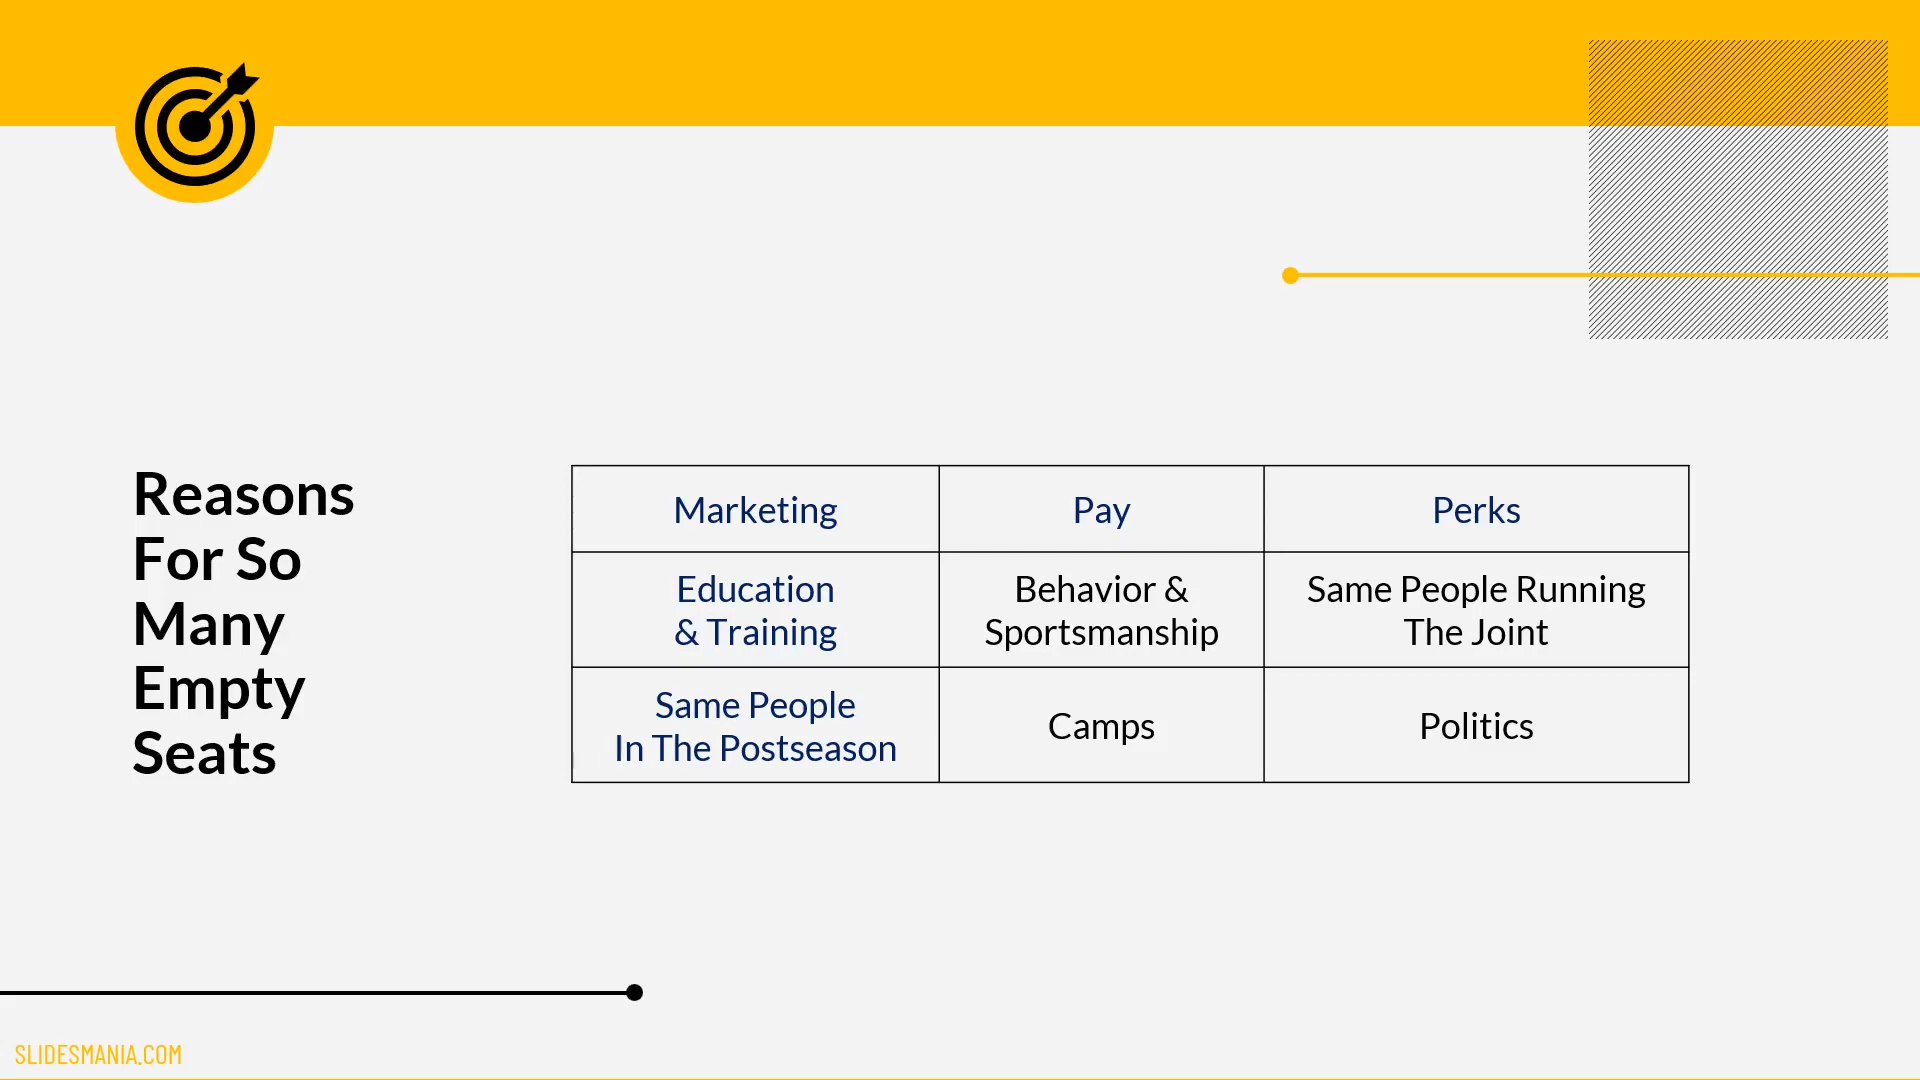 Reasons
For So
Many
Empty
Seats
Marketing
Pay
Perks
Education
& Training
Behavior &
Sportsmanship
Same People Running
The Joint
Same People
In The Postseason
Camps
Politics
SLIDESMANIA.COM